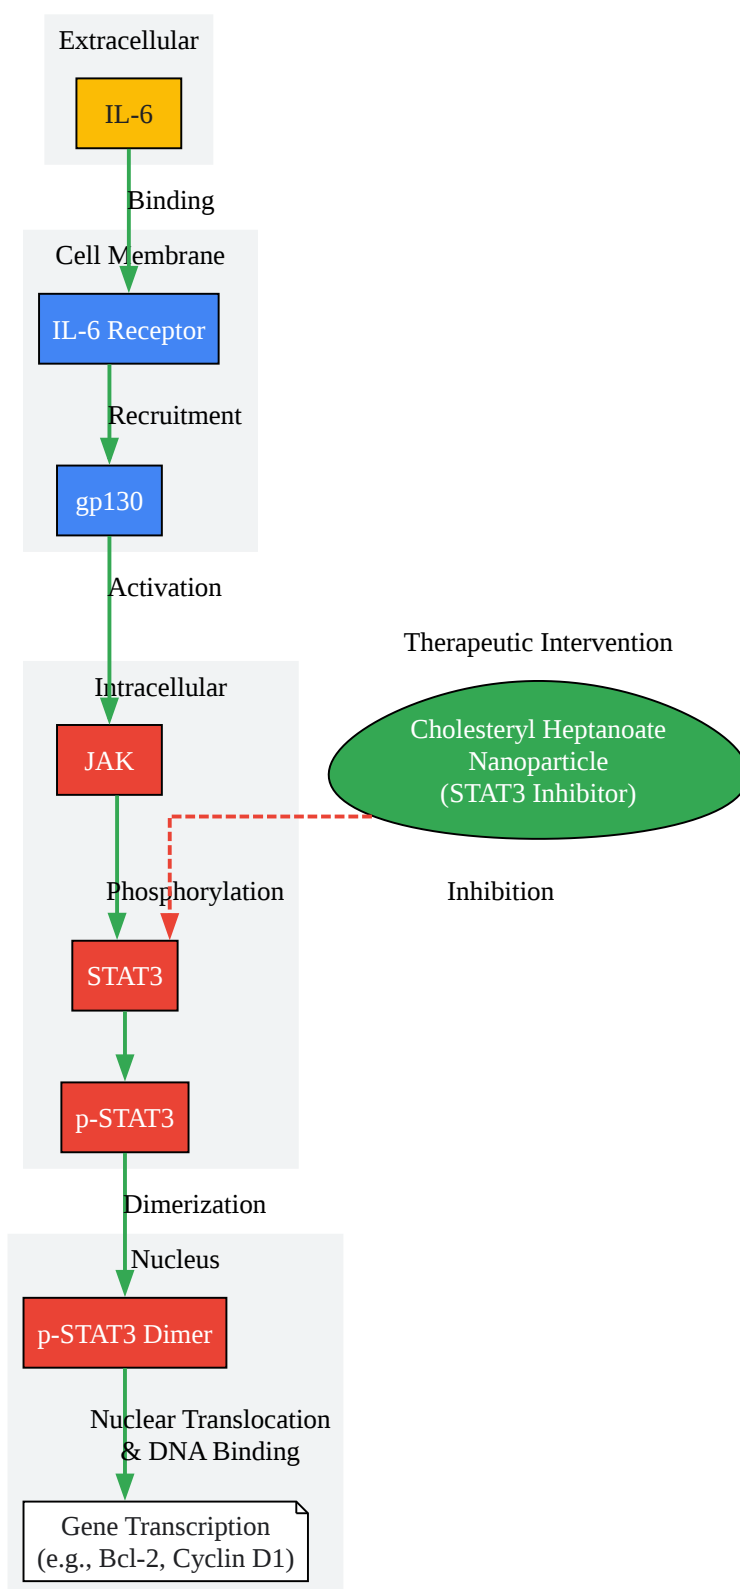 Extracellular
IL-6
Binding
Cell Membrane
IL-6 Receptor
Recruitment
gp130
Activation
Therapeutic Intervention
Intracellular
Cholesteryl Heptanoate
Nanoparticle
(STAT3 Inhibitor)
JAK
Phosphorylation
Inhibition
STAT3
p-STAT3
Dimerization
Nucleus
p-STAT3 Dimer
Nuclear Translocation
& DNA Binding
Gene Transcription
(e.g., Bcl-2, Cyclin D1)